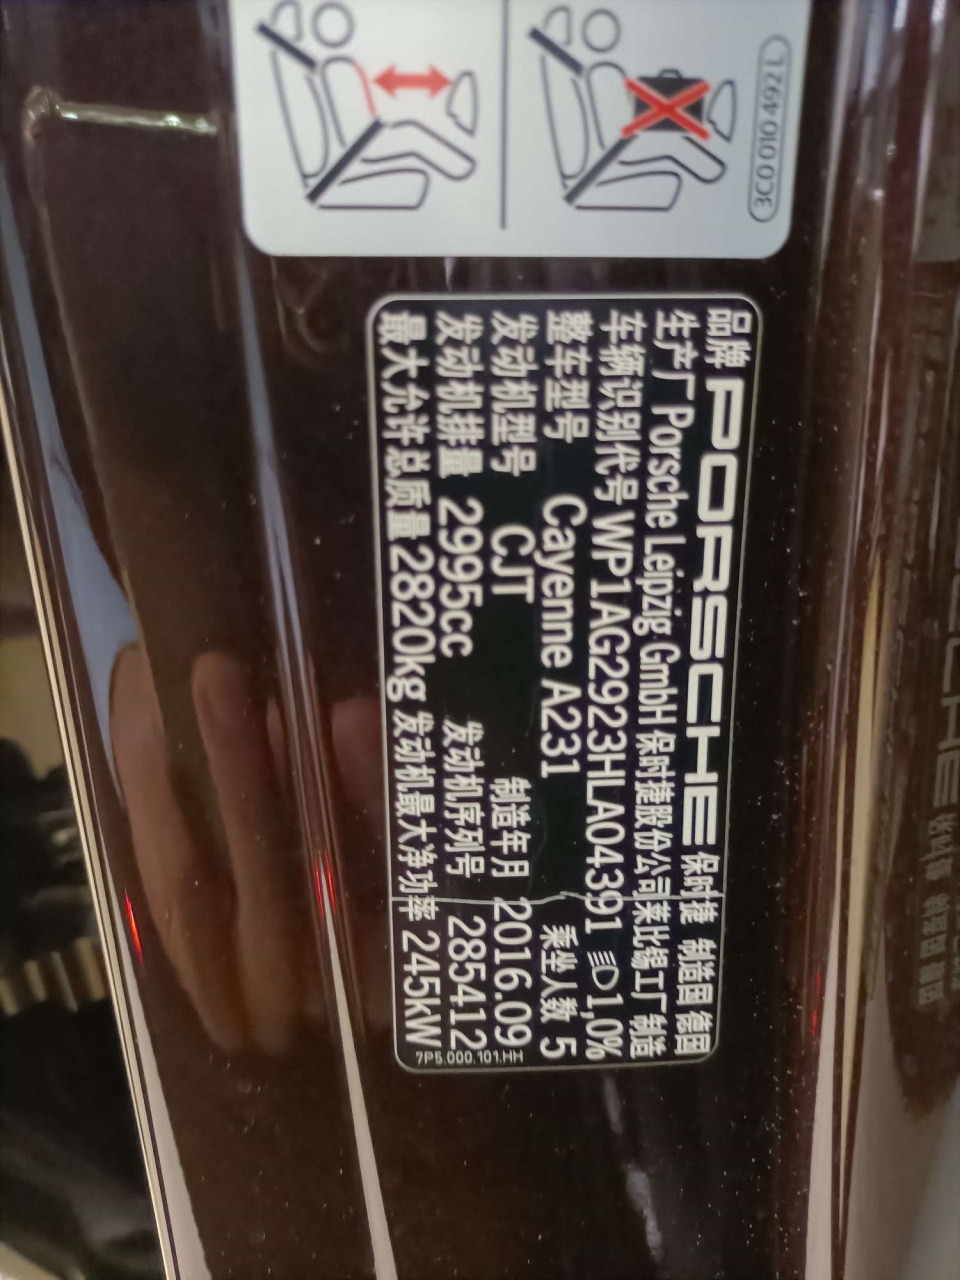 3C0 010 492 L
品牌 PORSCHE 保时捷 制造国 德国
生产厂 Porsche Leipzig GmbH 保时捷股份公司莱比锡工厂 制造
车辆识别代号 WP1AG2923HLA04391 1,0%
整车型号 Cayenne A231 乘坐人数 5
发动机型号 CJT 制造年月 2016.09
发动机排量 2995cc 发动机序列号 285412
最大允许总质量 2820kg 发动机最大净功率 245kW
7P5.000.101.HH